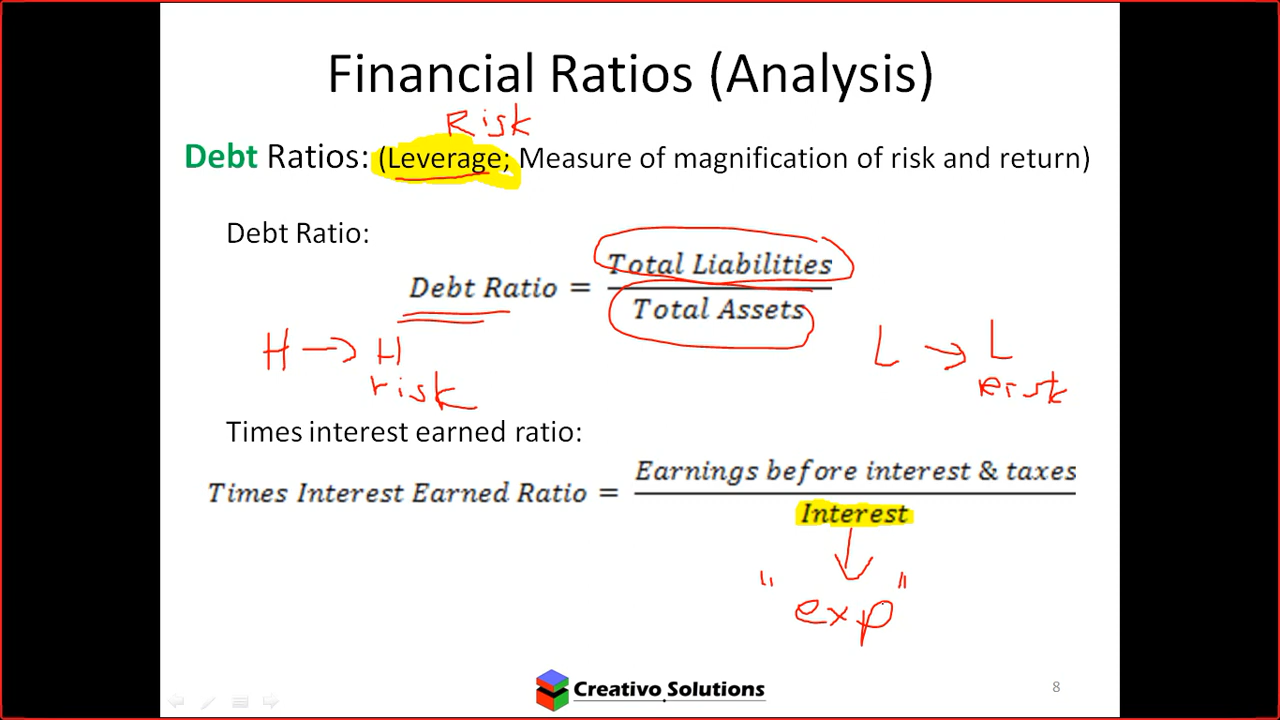 Financial Ratios (Analysis)
Risk
Debt Ratios: (Leverage; Measure of magnification of risk and return)
Debt Ratio:
Debt Ratio = Total Liabilities / Total Assets
H → H
risk
L → L
risk
Times interest earned ratio:
Times Interest Earned Ratio = Earnings before interest & taxes / Interest
"exp"
Creativo Solutions
8